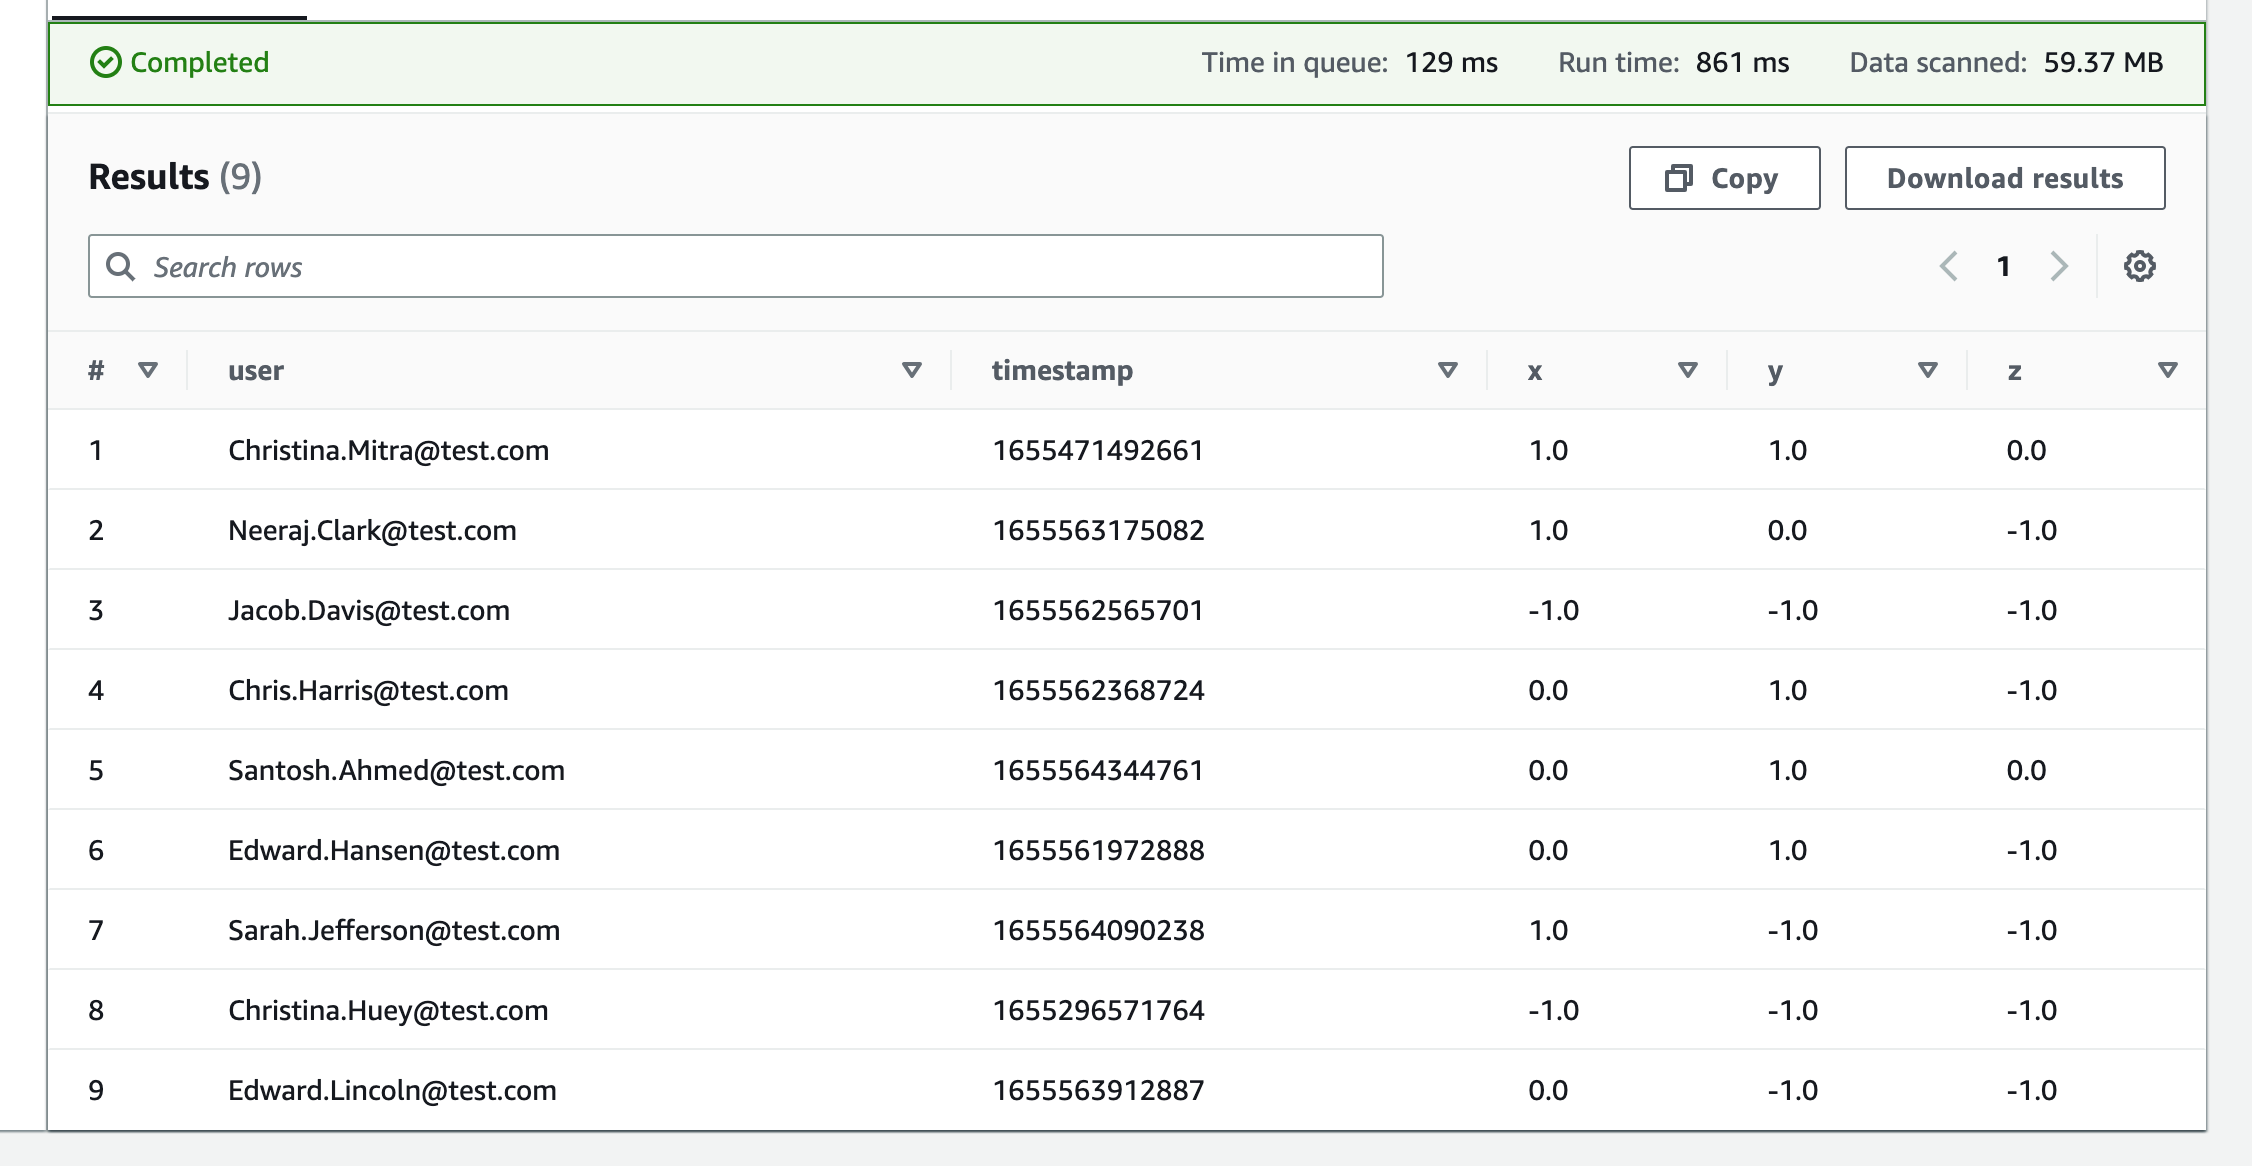 Completed Time in queue: 129 ms Run time: 861 ms Data scanned: 59.37 MB
Results (9) Copy Download results
Search rows 1
# user timestamp x y z
1 Christina.Mitra@test.com 1655471492661 1.0 1.0 0.0
2 Neeraj.Clark@test.com 1655563175082 1.0 0.0 -1.0
3 Jacob.Davis@test.com 1655562565701 -1.0 -1.0 -1.0
4 Chris.Harris@test.com 1655562368724 0.0 1.0 -1.0
5 Santosh.Ahmed@test.com 1655564344761 0.0 1.0 0.0
6 Edward.Hansen@test.com 1655561972888 0.0 1.0 -1.0
7 Sarah.Jefferson@test.com 1655564090238 1.0 -1.0 -1.0
8 Christina.Huey@test.com 1655296571764 -1.0 -1.0 -1.0
9 Edward.Lincoln@test.com 1655563912887 0.0 -1.0 -1.0